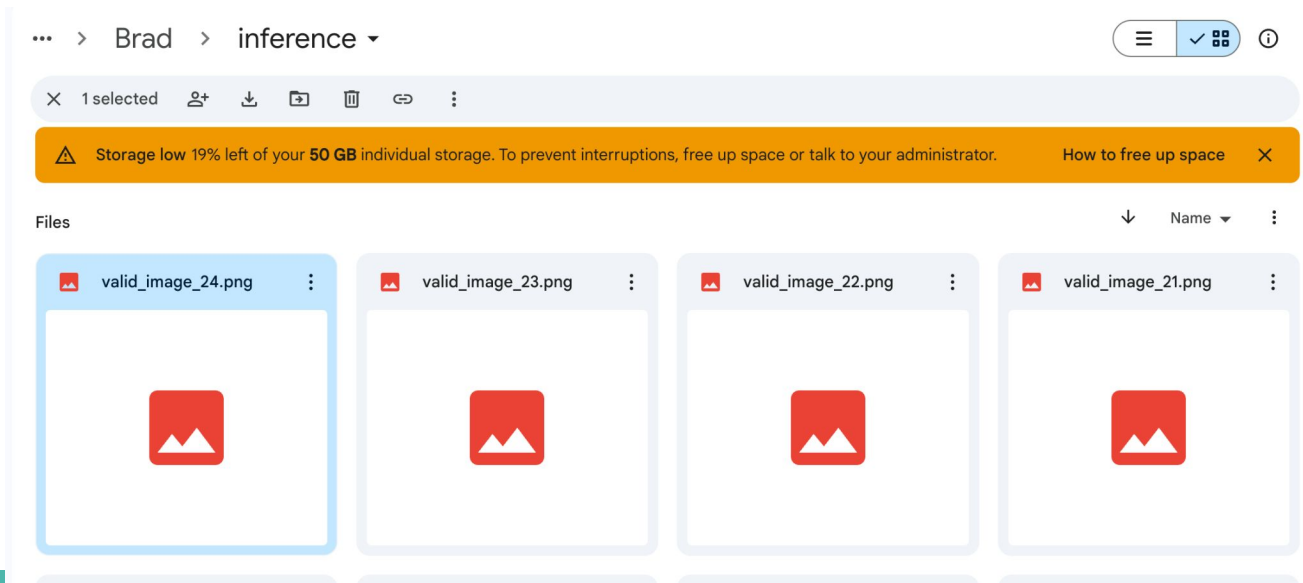 ... > Brad > inference
1 selected
Storage low 19% left of your 50 GB individual storage. To prevent interruptions, free up space or talk to your administrator. How to free up space
Files Name
valid_image_24.png valid_image_23.png valid_image_22.png valid_image_21.png